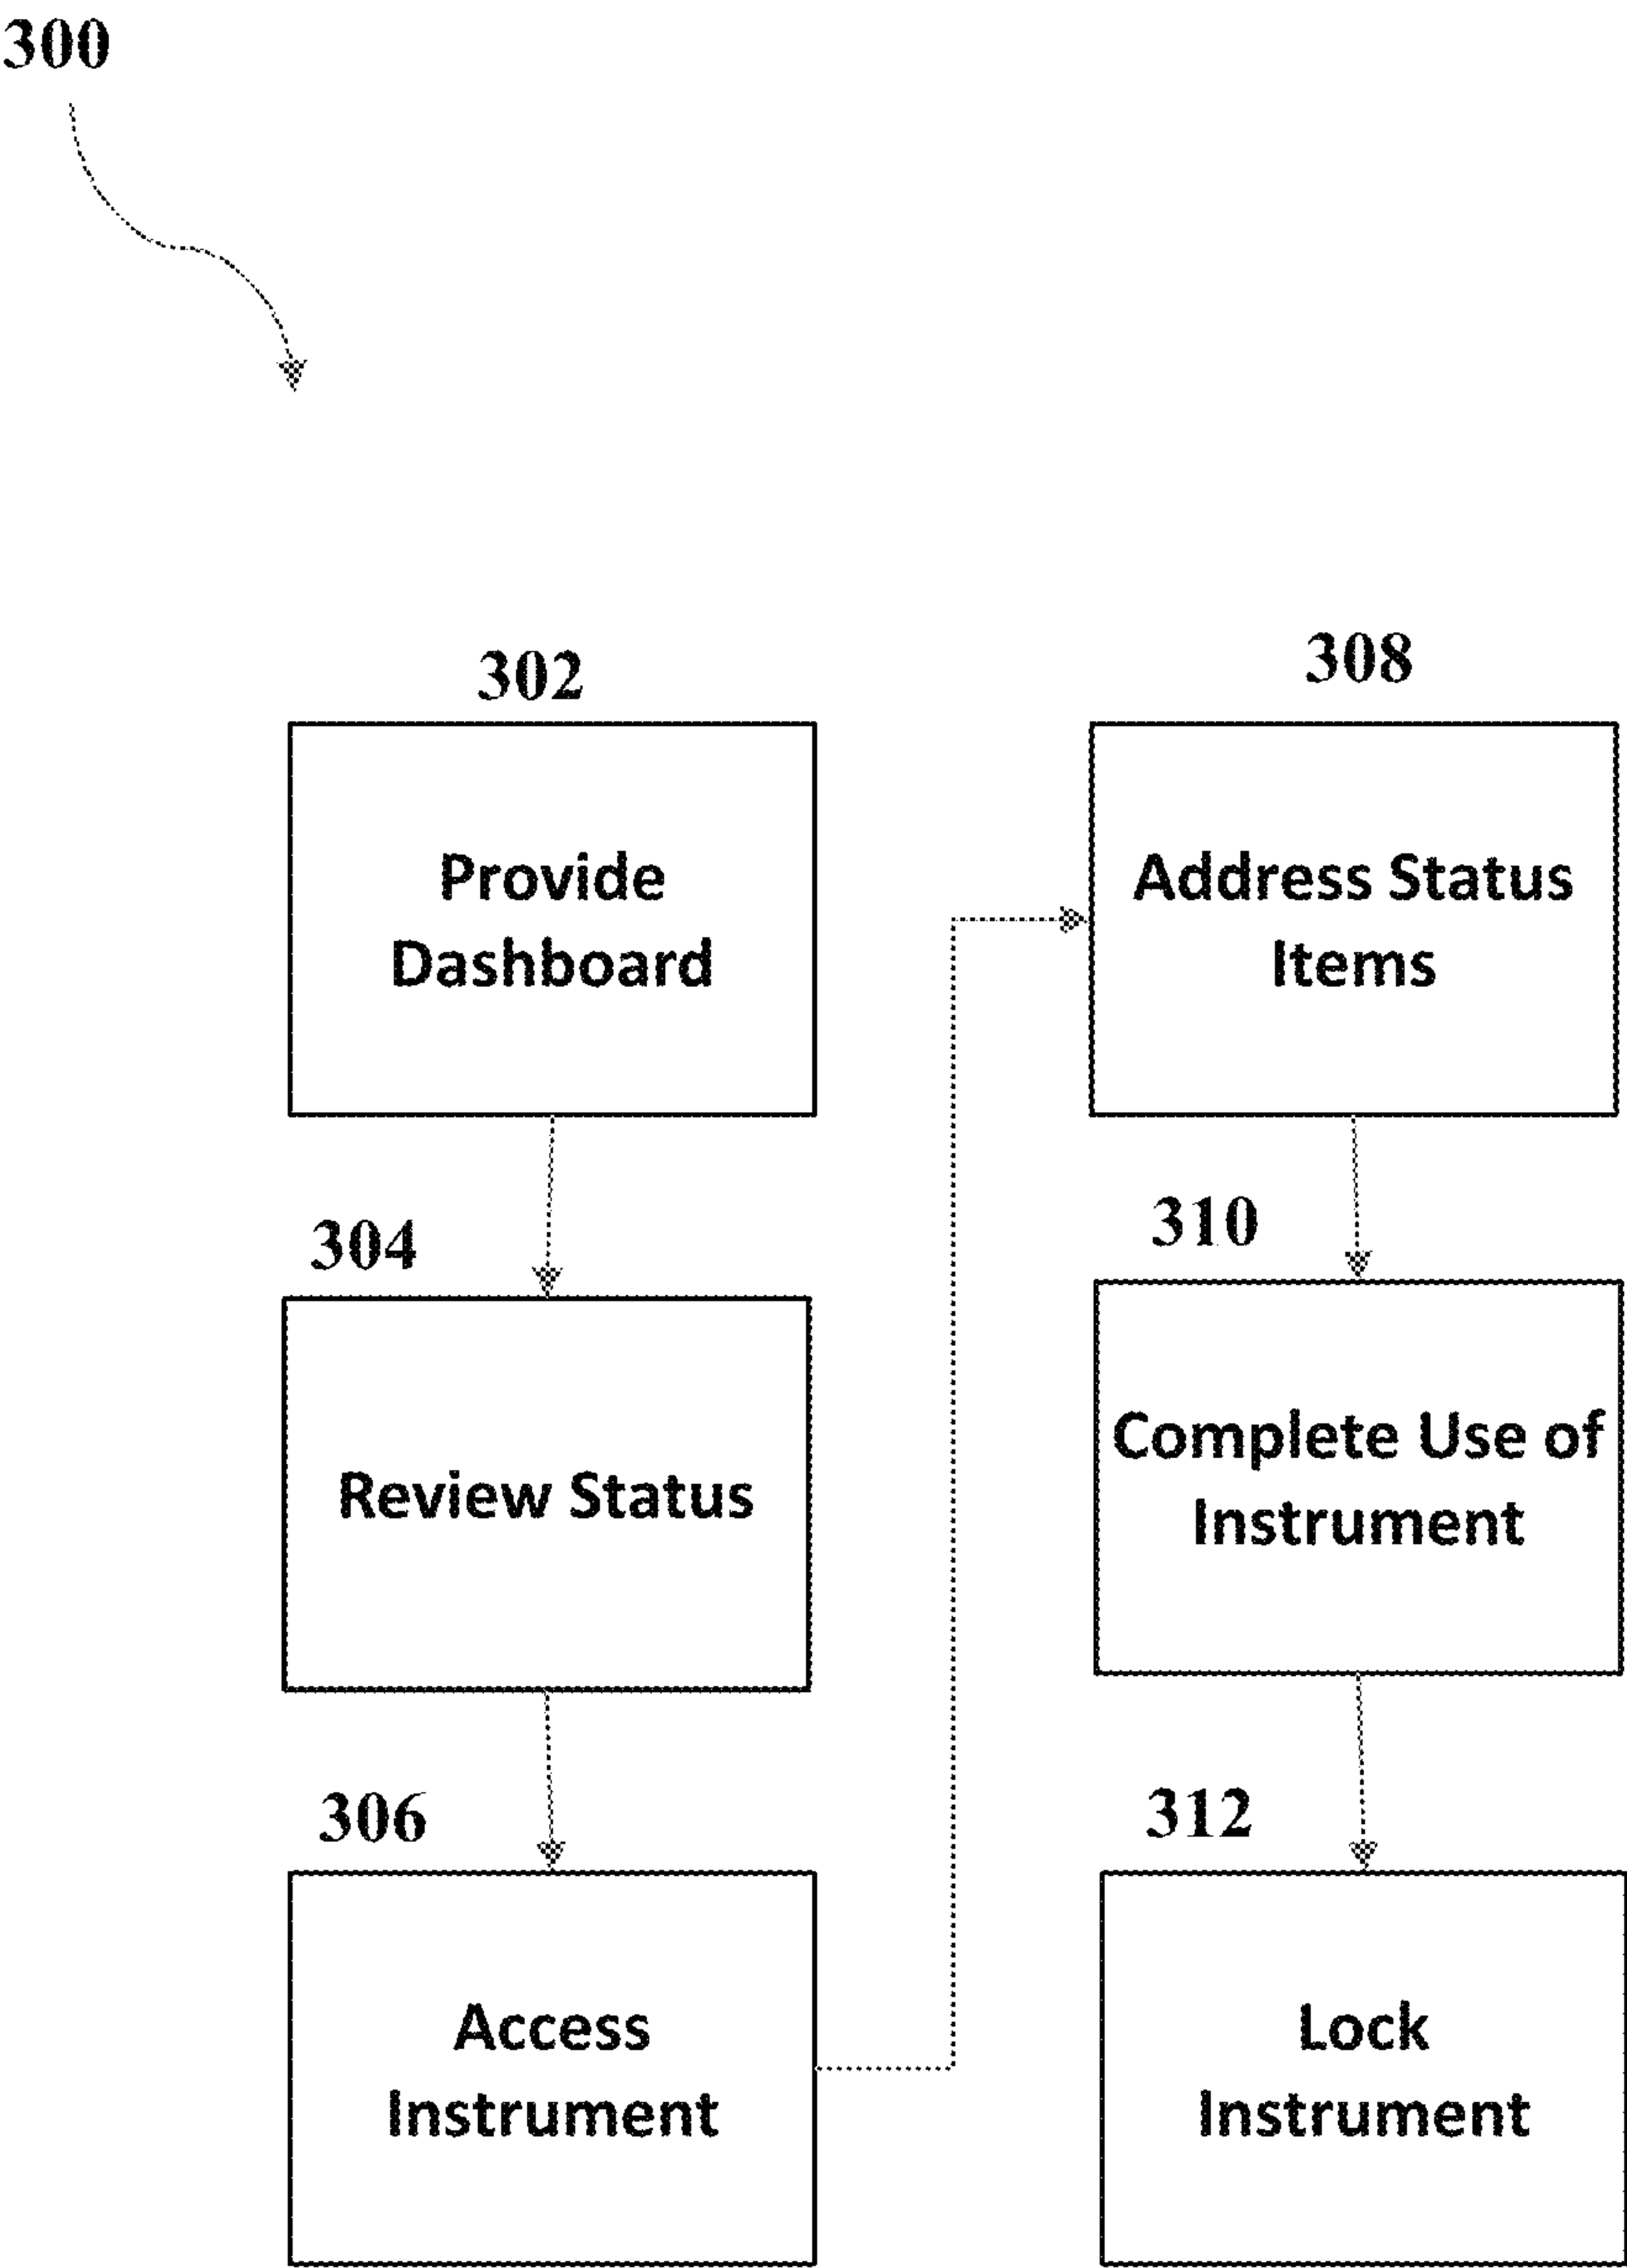 300
302
Provide
Dashboard
304
Review Status
306
Access
Instrument
308
Address Status
Items
310
Complete Use of
Instrument
312
Lock
Instrument